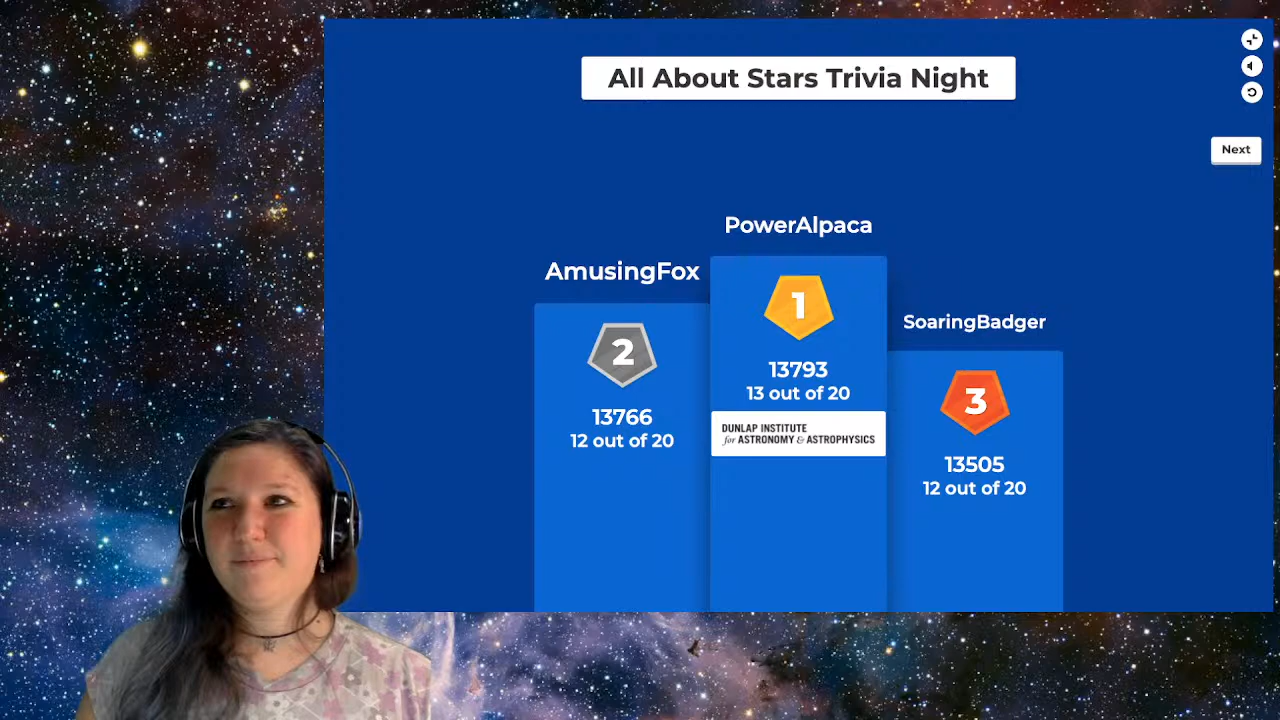 All About Stars Trivia Night
Next
PowerAlpaca
AmusingFox
SoaringBadger
1
2
3
13793
13 out of 20
13766
12 out of 20
13505
12 out of 20
DUNLAP INSTITUTE
for ASTRONOMY & ASTROPHYSICS